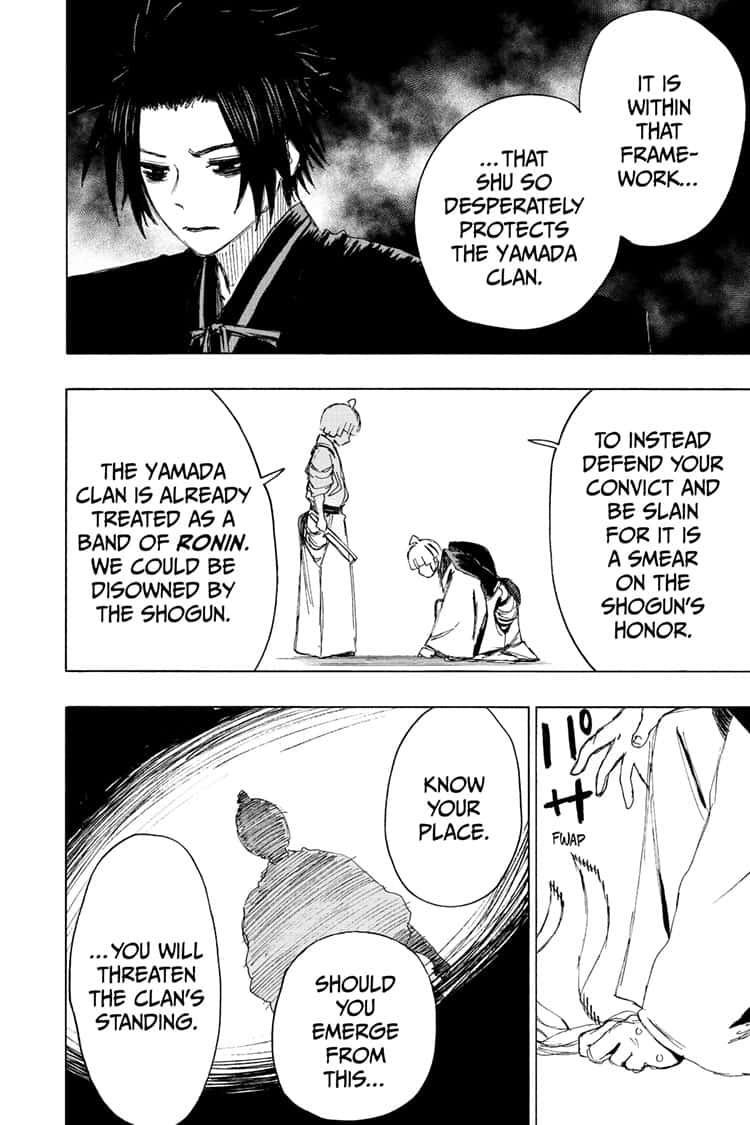 IT IS
WITHIN
THAT
FRAME-
WORK...
...THAT
SHU SO
DESPERATELY
PROTECTS
THE YAMADA
CLAN.
TO INSTEAD
DEFEND YOUR
CONVICT AND
BE SLAIN
FOR IT IS
A SMEAR
ON THE
SHOGUN'S
HONOR.
THE YAMADA
CLAN IS ALREADY
TREATED AS A
BAND OF RONIN.
WE COULD BE
DISOWNED BY
THE SHOGUN.
パサ
FWAP
KNOW
YOUR
PLACE.
SHOULD
YOU
EMERGE
FROM
THIS...
...YOU WILL
THREATEN
THE CLAN'S
STANDING.